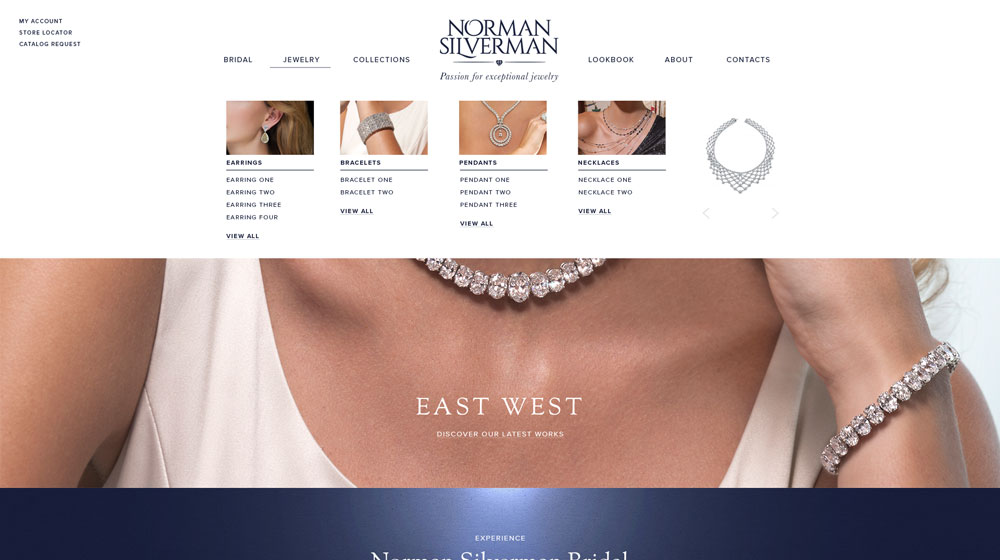 MY ACCOUNT
STORE LOCATOR
CATALOG REQUEST
BRIDAL
JEWELRY
COLLECTIONS
NORMAN
SILVERMAN
Passion for exceptional jewelry
LOOKBOOK
ABOUT
CONTACTS
EARRINGS
EARRING ONE
EARRING TWO
EARRING THREE
EARRING FOUR
VIEW ALL
BRACELETS
BRACELET ONE
BRACELET TWO
VIEW ALL
PENDANTS
PENDANT ONE
PENDANT TWO
PENDANT THREE
VIEW ALL
NECKLACES
NECKLACE ONE
NECKLACE TWO
VIEW ALL
EAST WEST
DISCOVER OUR LATEST WORKS
EXPERIENCE
Norman Silverman Bridal